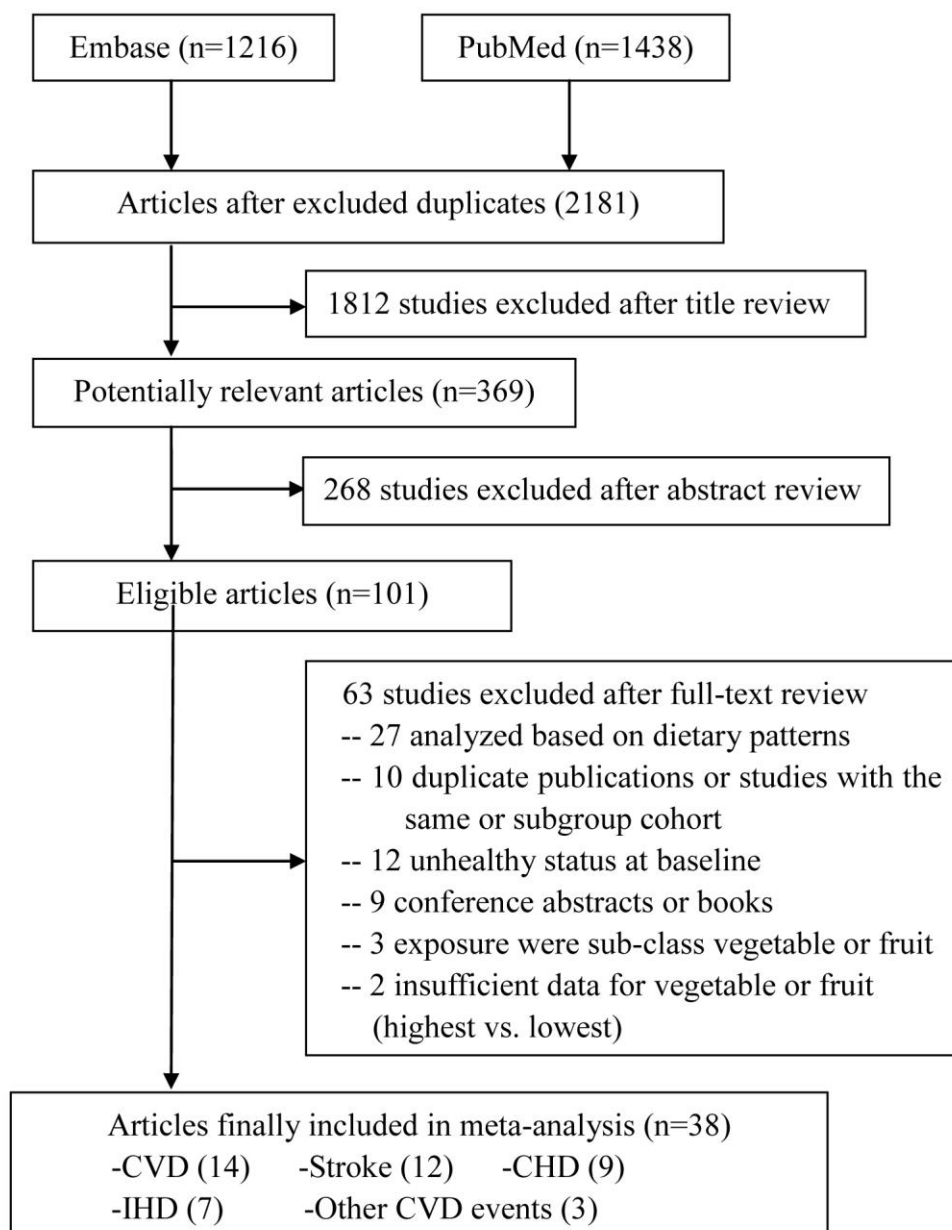 Embase (n=1216)
PubMed (n=1438)
Articles after excluded duplicates (2181)
1812 studies excluded after title review
Potentially relevant articles (n=369)
268 studies excluded after abstract review
Eligible articles (n=101)
63 studies excluded after full-text review
-- 27 analyzed based on dietary patterns
-- 10 duplicate publications or studies with the
same or subgroup cohort
-- 12 unhealthy status at baseline
-- 9 conference abstracts or books
-- 3 exposure were sub-class vegetable or fruit
-- 2 insufficient data for vegetable or fruit
(highest vs. lowest)
Articles finally included in meta-analysis (n=38)
-CVD (14) -Stroke (12) -CHD (9)
-IHD (7) -Other CVD events (3)